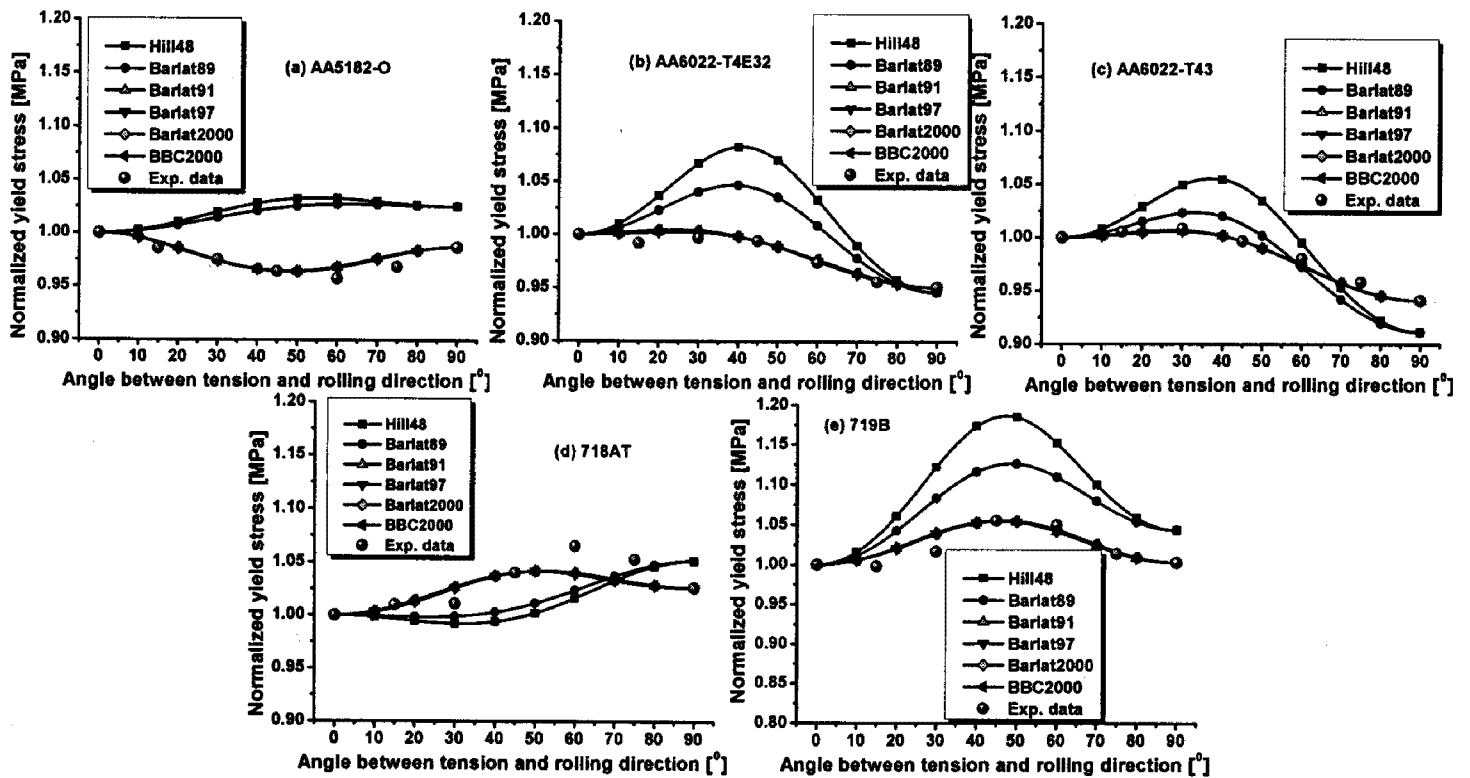 Normalized yield stress [MPa]
1.20
1.15
1.10
1.05
1.00
0.95
0.90
Hill48
Barlat89
Barlat91
Barlat97
Barlat2000
BBC2000
Exp. data
(a) AA5182-O
0 10 20 30 40 50 60 70 80 90
Angle between tension and rolling direction [°]
Normalized yield stress [MPa]
1.20
1.15
1.10
1.05
1.00
0.95
0.90
(b) AA6022-T4E32
Hill48
Barlat89
Barlat91
Barlat97
Barlat2000
BBC2000
Exp. data
0 10 20 30 40 50 60 70 80 90
Angle between tension and rolling direction [°]
Normalized yield stress [MPa]
1.20
1.15
1.10
1.05
1.00
0.95
0.90
(c) AA6022-T43
Hill48
Barlat89
Barlat91
Barlat97
Barlat2000
BBC2000
Exp. data
0 10 20 30 40 50 60 70 80 90
Angle between tension and rolling direction [°]
Normalized yield stress [MPa]
1.20
1.15
1.10
1.05
1.00
0.95
0.90
Hill48
Barlat89
Barlat91
Barlat97
Barlat2000
BBC2000
Exp. data
(d) 718AT
0 10 20 30 40 50 60 70 80 90
Angle between tension and rolling direction [°]
Normalized yield stress [MPa]
1.20
1.15
1.10
1.05
1.00
0.95
0.90
0.85
0.80
(e) 719B
Hill48
Barlat89
Barlat91
Barlat97
Barlat2000
BBC2000
Exp. data
0 10 20 30 40 50 60 70 80 90
Angle between tension and rolling direction [°]